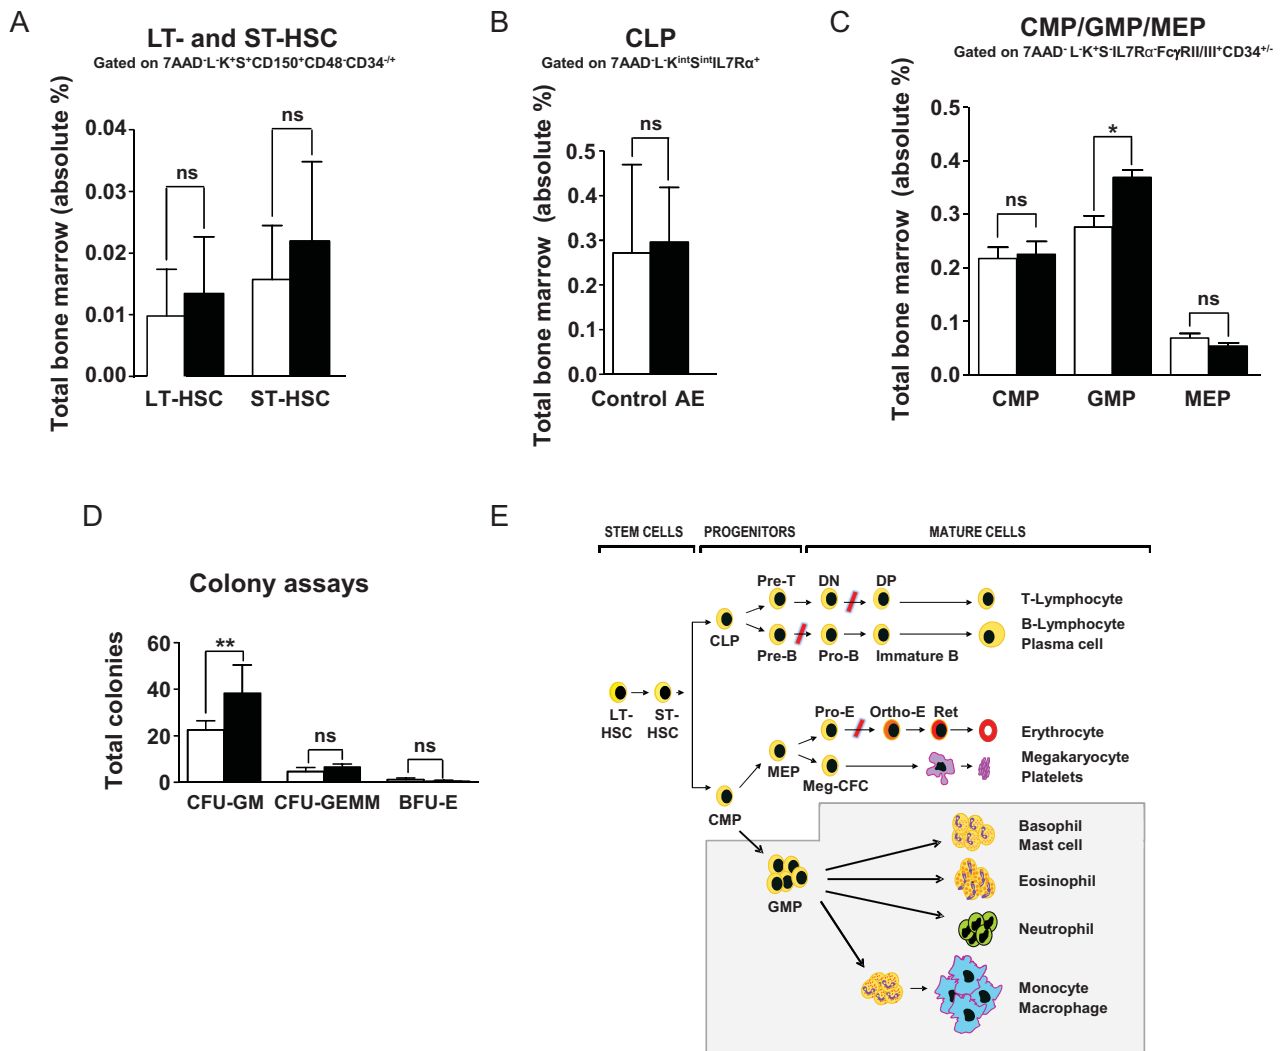 A
LT- and ST-HSC
Gated on 7AAD-L-K+S+CD150+CD48-CD34-/+
Total bone marrow (absolute %)
0.04
0.03
0.02
0.01
0.00
ns
ns
LT-HSC
ST-HSC
B
CLP
Gated on 7AAD-L-KintSintIL7Rα+
Total bone marrow (absolute %)
0.5
0.4
0.3
0.2
0.1
0.0
ns
Control AE
C
CMP/GMP/MEP
Gated on 7AAD- L-K+S-IL7Rα-FcγRII/III+CD34+/-
Total bone marrow (absolute %)
0.5
0.4
0.3
0.2
0.1
0.0
ns
*
ns
CMP
GMP
MEP
D
Colony assays
Total colonies
60
40
20
0
**
ns
ns
CFU-GM
CFU-GEMM
BFU-E
E
STEM CELLS
PROGENITORS
MATURE CELLS
Pre-T
DN
DP
T-Lymphocyte
CLP
B-Lymphocyte
Plasma cell
Pre-B
Pro-B
Immature B
LT-
HSC
ST-
HSC
Pro-E
Ortho-E
Ret
Erythrocyte
MEP
Meg-CFC
Megakaryocyte
Platelets
CMP
Basophil
Mast cell
GMP
Eosinophil
Neutrophil
Monocyte
Macrophage